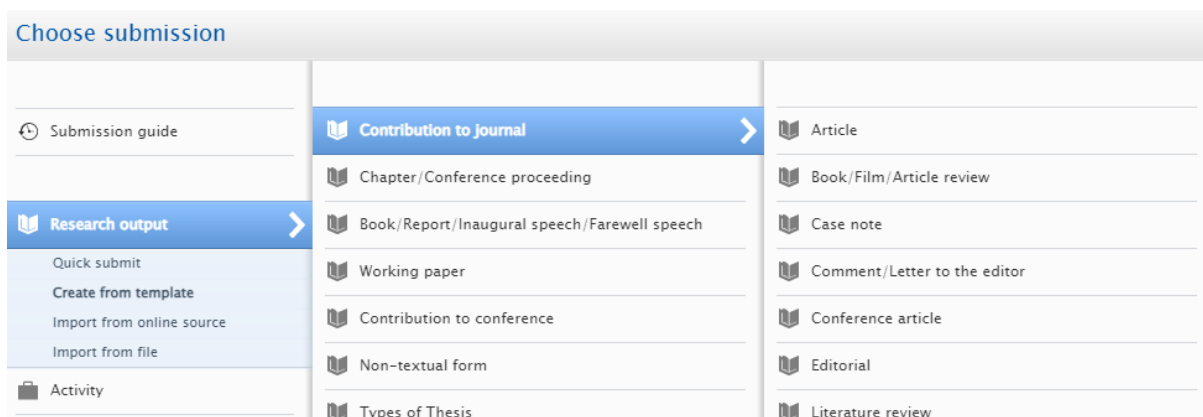 Choose submission
Submission guide
Research output
Quick submit
Create from template
Import from online source
Import from file
Activity
Contribution to journal
Chapter/Conference proceeding
Book/Report/Inaugural speech/Farewell speech
Working paper
Contribution to conference
Non-textual form
Types of Thesis
Article
Book/Film/Article review
Case note
Comment/Letter to the editor
Conference article
Editorial
Literature review